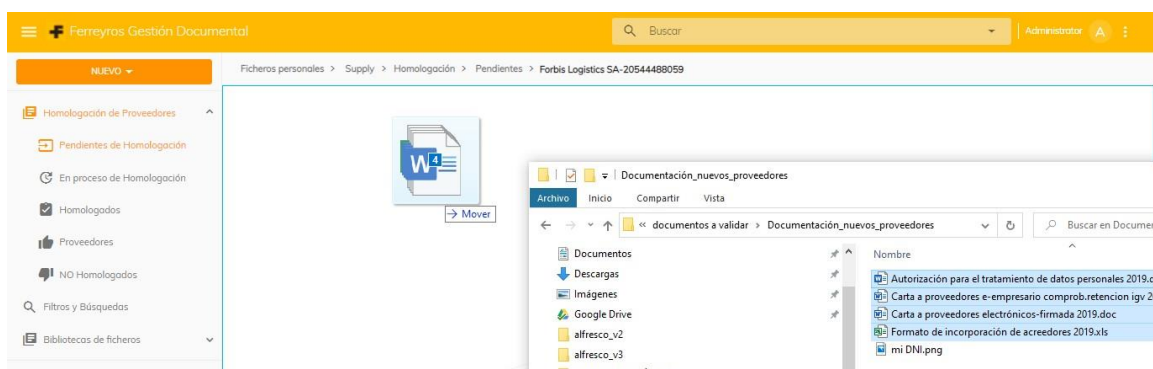 Ferreyros Gestión Documental
Buscar
Administrator A
NUEVO
Ficheros personales > Supply > Homologación > Pendientes > Forbis Logistics SA-20544488059
Homologación de Proveedores
Pendientes de Homologación
En proceso de Homologación
Homologados
Proveedores
NO Homologados
Filtros y Búsquedas
Bibliotecas de ficheros
W 4
→ Mover
Documentación_nuevos_proveedores
Archivo Inicio Compartir Vista
« documentos a validar > Documentación_nuevos_proveedores
Buscar en Docume
Documentos
Descargas
Imágenes
Google Drive
alfresco_v2
alfresco_v3
Nombre
Autorización para el tratamiento de datos personales 2019.d
Carta a proveedores e-empresario comprob.retencion igv 2
Carta a proveedores electrónicos-firmada 2019.doc
Formato de incorporación de acreedores 2019.xls
mi DNI.png